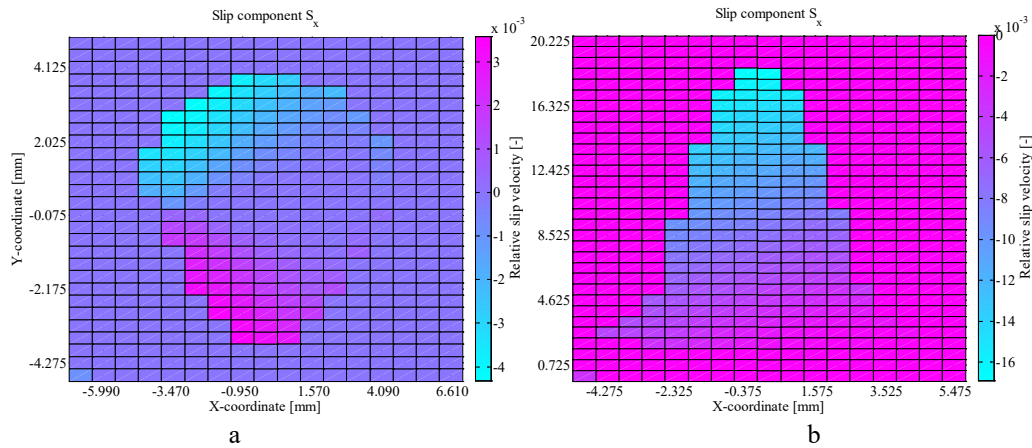 Slip component S_x
x 10^-3
4.125
2.025
-0.075
-2.175
-4.275
Y-coordinate [mm]
-5.990 -3.470 -0.950 1.570 4.090 6.610
X-coordinate [mm]
3
2
1
0
-1
-2
-3
-4
Relative slip velocity [-]
a
Slip component S_x
x 10^-3
20.225
16.325
12.425
8.525
4.625
0.725
-4.275 -2.325 -0.375 1.575 3.525 5.475
X-coordinate [mm]
0
-2
-4
-6
-8
-10
-12
-14
-16
Relative slip velocity [-]
b